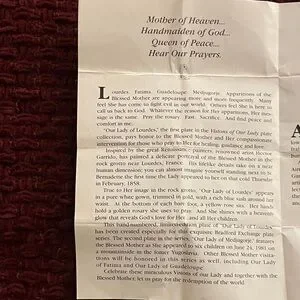 Mother of Heaven...
Handmaiden of God...
Queen of Peace...
Hear Our Prayers.
Lourdes. Fatima. Guadeloupe. Medjugorje. Apparitions of the
Blessed Mother are appearing more and more frequently. Many
feel She has come to fight evil in our world. Others feel She is here to
call us back to God. Whatever the reason for Her apparitions, Her mes-
sage is the same. Pray the rosary. Fast. Sacrifice. And find peace and
comfort in me.
"Our Lady of Lourdes," the first plate in the Visions of Our Lady plate
collection, pays honor to the Blessed Mother and Her compassionate
intervention for those who pray to Her for healing, guidance and love.
Inspired by the great Renaissance painters, renowned artist, Hector
Garrido, has painted a delicate portrait of the Blessed Mother in the
rock grotto near Lourdes, France. His lifelike details take on a new
human dimension; you can almost imagine yourself standing next to St.
Bernadette the first time the Lady appeared to her on that cold Thursday
in February, 1858.
True to Her image in the rock grotto, "Our Lady of Lourdes" appears
in a pure white gown, trimmed in gold, with a rich blue sash around her
waist. At the bottom of each bare foot, a yellow rose sits. Her hands
hold a golden rosary she uses to pray. And She shines with a heavenly
glow that reveals God's love for Her and all Her children.
This hand-numbered, limited-edition plate of "Our Lady of Lourdes"
has been created especially for this European Bradford Exchange plate
series. The second plate in the series, "Our Lady of Medjugorje," features
the Blessed Mother as She appeared to six children on June 24, 1981 on
a mountainside in the former Yugoslavia. Other Blessed Mother visita-
tions will be honored in this series as well, including Our Lady
of Fatima and Our Lady of Guadeloupe.
Celebrate these miraculous Visions of Our Lady and together with the
Blessed Mother, let us pray for the redemption of the world.